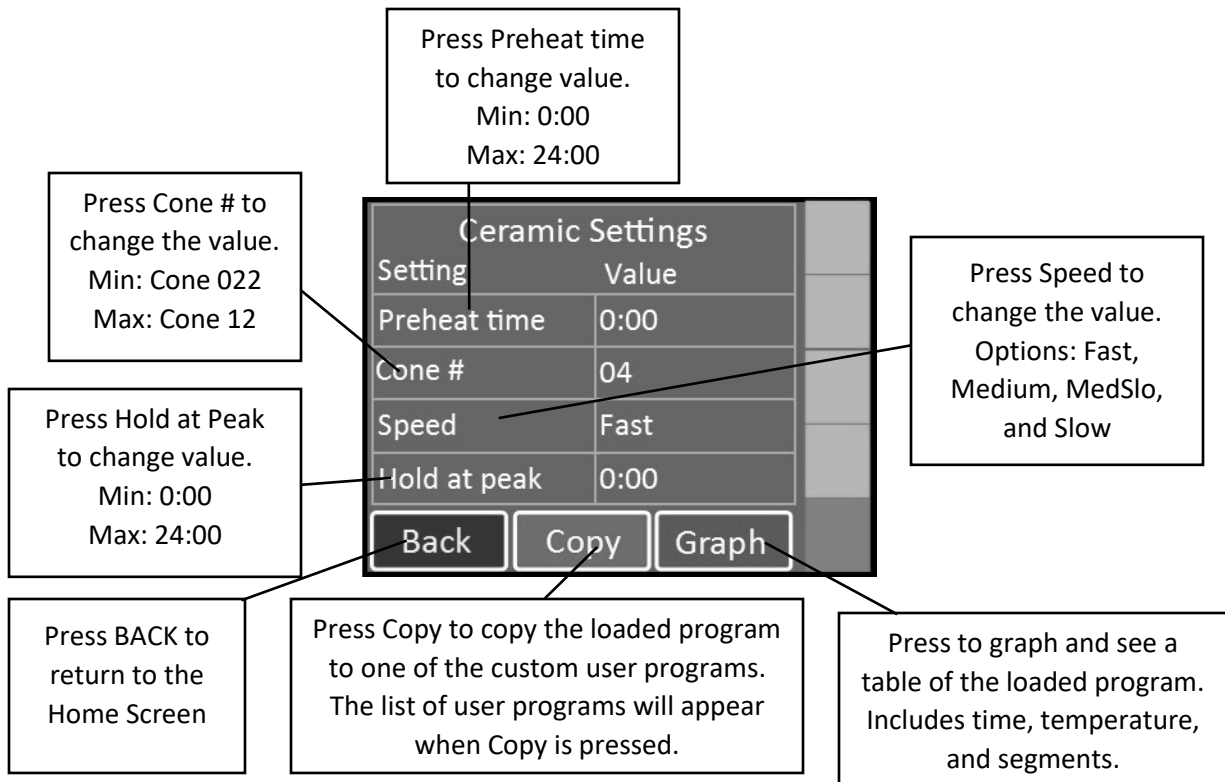 Press Preheat time
to change value.
Min: 0:00
Max: 24:00
Press Cone # to
change the value.
Min: Cone 022
Max: Cone 12
Press Hold at Peak
to change value.
Min: 0:00
Max: 24:00
Ceramic Settings
Setting Value
Preheat time 0:00
Cone # 04
Speed Fast
Hold at peak 0:00
Back Copy Graph
Press Speed to
change the value.
Options: Fast,
Medium, MedSlo,
and Slow
Press BACK to
return to the
Home Screen
Press Copy to copy the loaded program
to one of the custom user programs.
The list of user programs will appear
when Copy is pressed.
Press to graph and see a
table of the loaded program.
Includes time, temperature,
and segments.